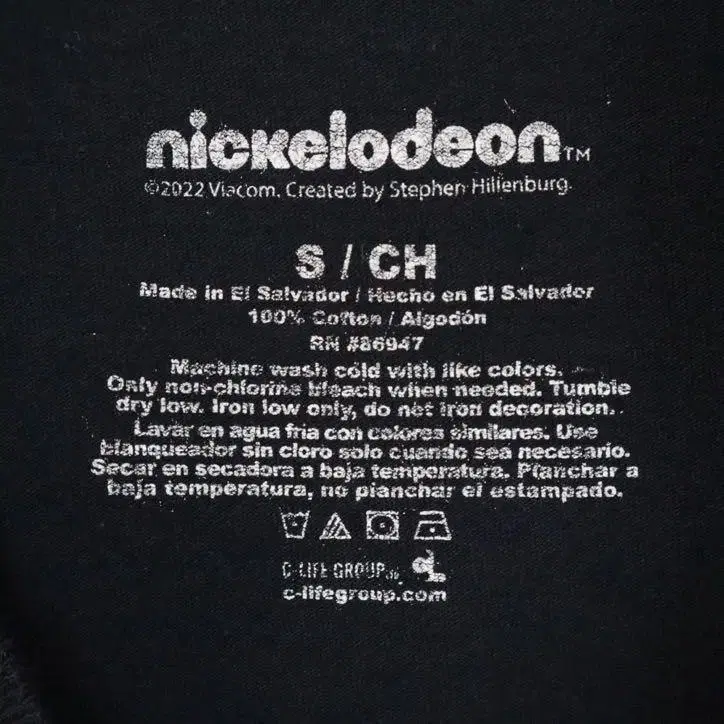 nickelodeon™
©2022 Viacom. Created by Stephen Hillenburg.
S / CH
Made in El Salvador / Hecho en El Salvador
100% Cotton / Algodón
RN #86947
Machine wash cold with like colors.
Only non-chlorine bleach when needed. Tumble
dry low. Iron low only, do not iron decoration.
Lavar en agua fria con colores similares. Use
blanqueador sin cloro solo cuando sea necesario.
Secar en secadora a baja temperatura. Planchar a
baja temperatura, no planchar el estampado.
C-LIFE GROUP
c-lifegroup.com